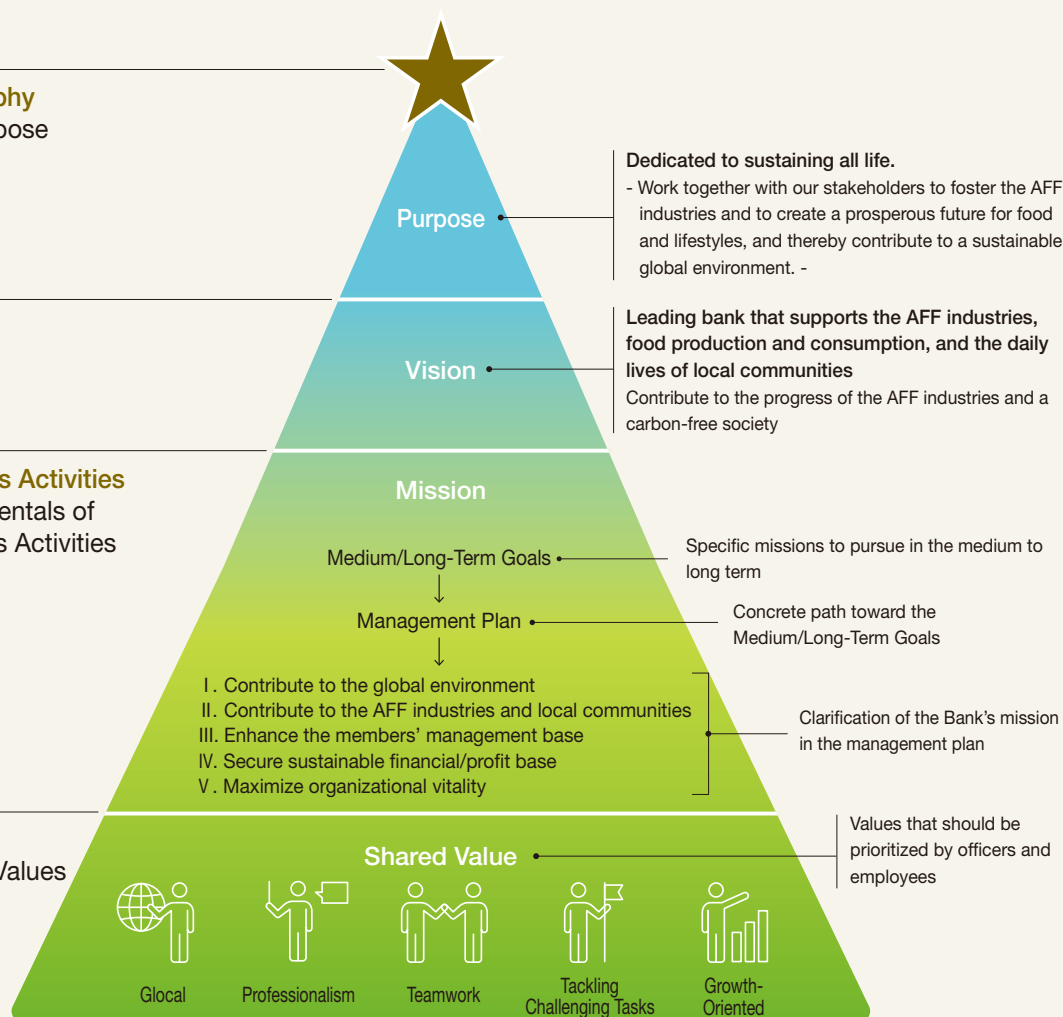 phy
pose
Purpose
Dedicated to sustaining all life.
- Work together with our stakeholders to foster the AFF
industries and to create a prosperous future for food
and lifestyles, and thereby contribute to a sustainable
global environment. -
Vision
Leading bank that supports the AFF industries,
food production and consumption, and the daily
lives of local communities
Contribute to the progress of the AFF industries and a
carbon-free society
s Activities
entals of
s Activities
Mission
Medium/Long-Term Goals
Specific missions to pursue in the medium to
long term
Management Plan
Concrete path toward the
Medium/Long-Term Goals
I. Contribute to the global environment
II. Contribute to the AFF industries and local communities
III. Enhance the members' management base
IV. Secure sustainable financial/profit base
V. Maximize organizational vitality
Clarification of the Bank's mission
in the management plan
Values
Shared Value
Values that should be
prioritized by officers and
employees
Glocal
Professionalism
Teamwork
Tackling
Challenging Tasks
Growth-
Oriented